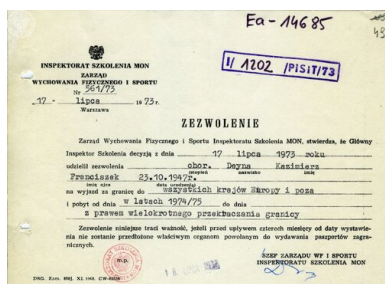 Ea-14685
49
I/ 1202 /PISiT/73
INSPEKTORAT SZKOLENIA MON
ZARZĄD
WYCHOWANIA FIZYCZNEGO I SPORTU
Nr 561/73
17 - lipca 1973 r.
Warszawa
ZEZWOLENIE
Zarząd Wychowania Fizycznego i Sportu Inspektoratu Szkolenia MON, stwierdza, że Główny
Inspektor Szkolenia decyzją z dnia 17 lipca 1973 roku
udzielił zezwolenia chor. Deyna Kazimierz
stopień nazwisko imię
Franciszek 23.10.1947r.
imię ojca data urodzenia)
na wyjazd za granicę do wszystkich krajów Europy i poza
i pobyt od dnia w latach 1974/75 do dnia
z prawem wielokrotnego przekraczania granicy
Zezwolenie niniejsze traci ważność, jeżeli przed upływem czterech miesięcy od daty wystawie-
nia nie zostanie przedłożone właściwym organom powołanym do wydawania paszportów zagra-
nicznych.
m.p.
SZEF ZARZĄDU WF I SPORTU
INSPEKTORATU SZKOLENIA MON